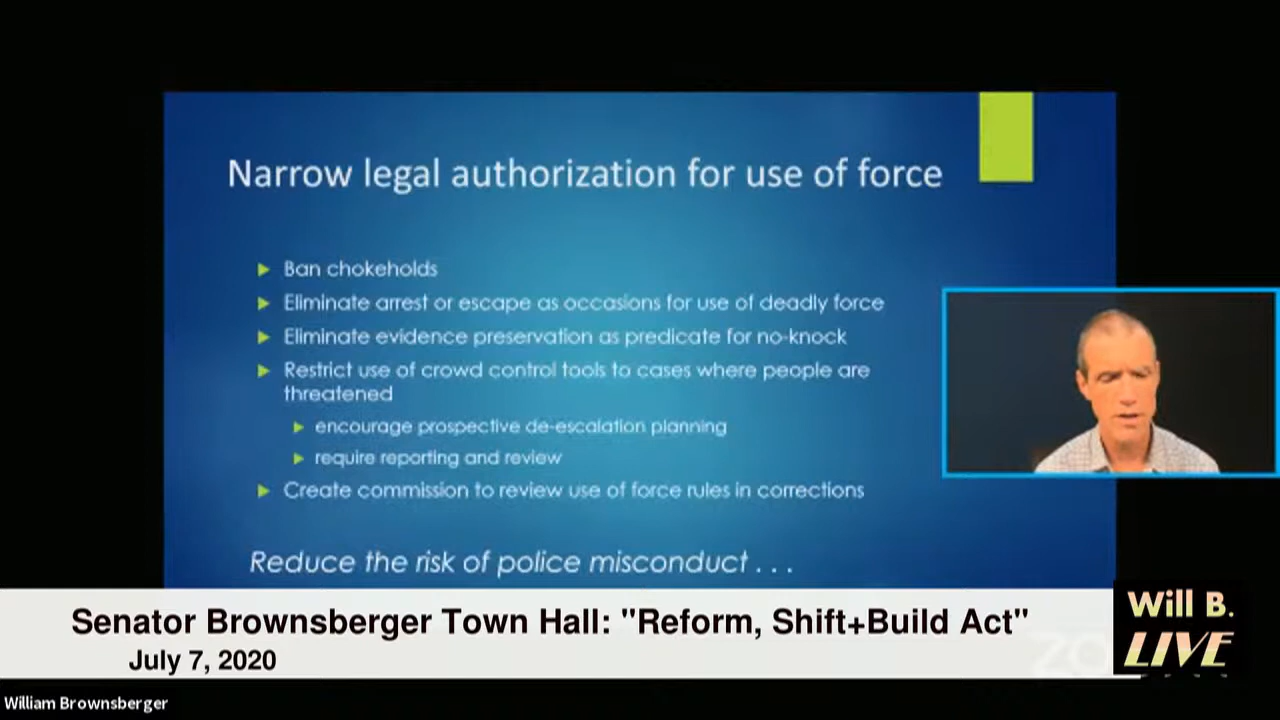 Narrow legal authorization for use of force
Ban chokeholds
Eliminate arrest or escape as occasions for use of deadly force
Eliminate evidence preservation as predicate for no-knock
Restrict use of crowd control tools to cases where people are
threatened
encourage prospective de-escalation planning
require reporting and review
Create commission to review use of force rules in corrections
Reduce the risk of police misconduct . . .
Senator Brownsberger Town Hall: "Reform, Shift+Build Act"
July 7, 2020
Will B.
LIVE
William Brownsberger